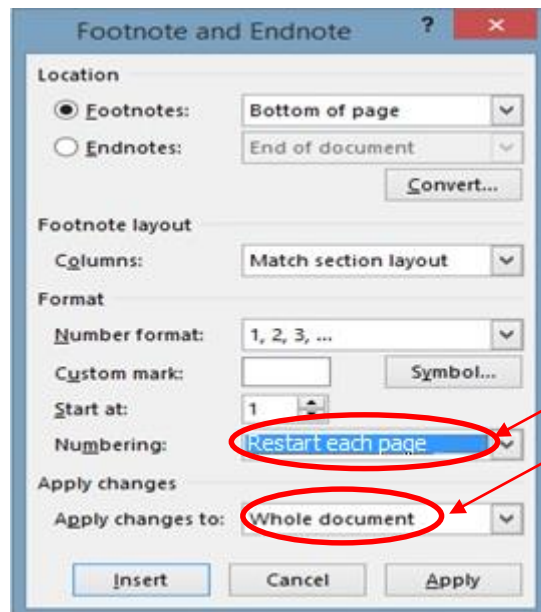 Footnote and Endnote ? ×
Location
Footnotes: Bottom of page
Endnotes: End of document
Convert...
Footnote layout
Columns: Match section layout
Format
Number format: 1, 2, 3, ...
Custom mark: Symbol...
Start at: 1
Numbering: Restart each page
Apply changes
Apply changes to: Whole document
Insert Cancel Apply